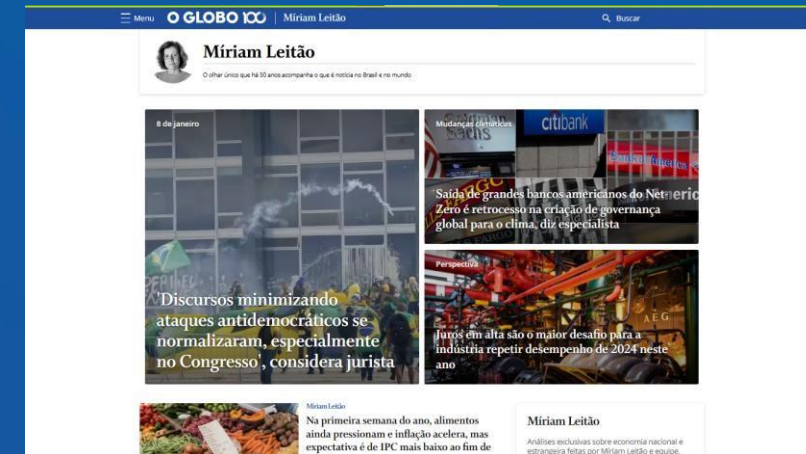 Menu O GLOBO 100 Míriam Leitão Buscar
Míriam Leitão
O olhar único que há 50 anos acompanha o que é notícia no Brasil e no mundo
8 de janeiro
'Discursos minimizando
ataques antidemocráticos se
normalizaram, especialmente
no Congresso', considera jurista
Mudanças climáticas
Sachs
citibank
Bank of America
Saída de grandes bancos americanos do Net-
Zero é retrocesso na criação de governança
global para o clima, diz especialista
Perspectiva
AEG
Juros em alta são o maior desafio para a
indústria repetir desempenho de 2024 neste
ano
Míriam Leitão
Na primeira semana do ano, alimentos
ainda pressionam e inflação acelera, mas
expectativa é de IPC mais baixo ao fim de
Míriam Leitão
Análises exclusivas sobre economia nacional e
estrangeira feitas por Míriam Leitão e equipe.